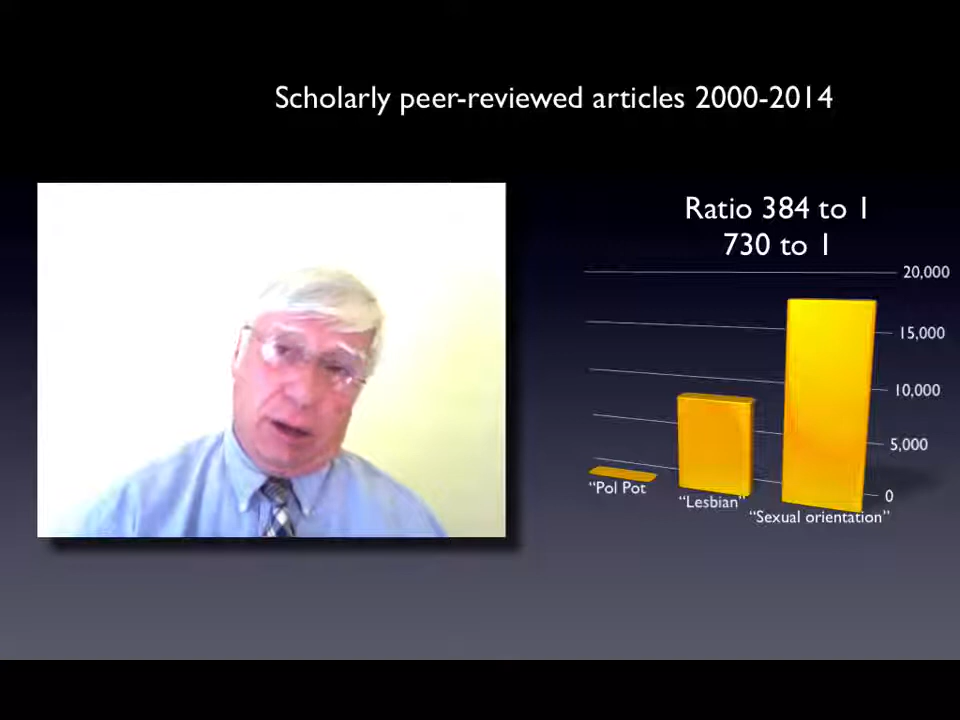 Scholarly peer-reviewed articles 2000-2014
Ratio 384 to 1
730 to 1
20,000
15,000
10,000
5,000
0
“Pol Pot
“Lesbian”
“Sexual orientation”